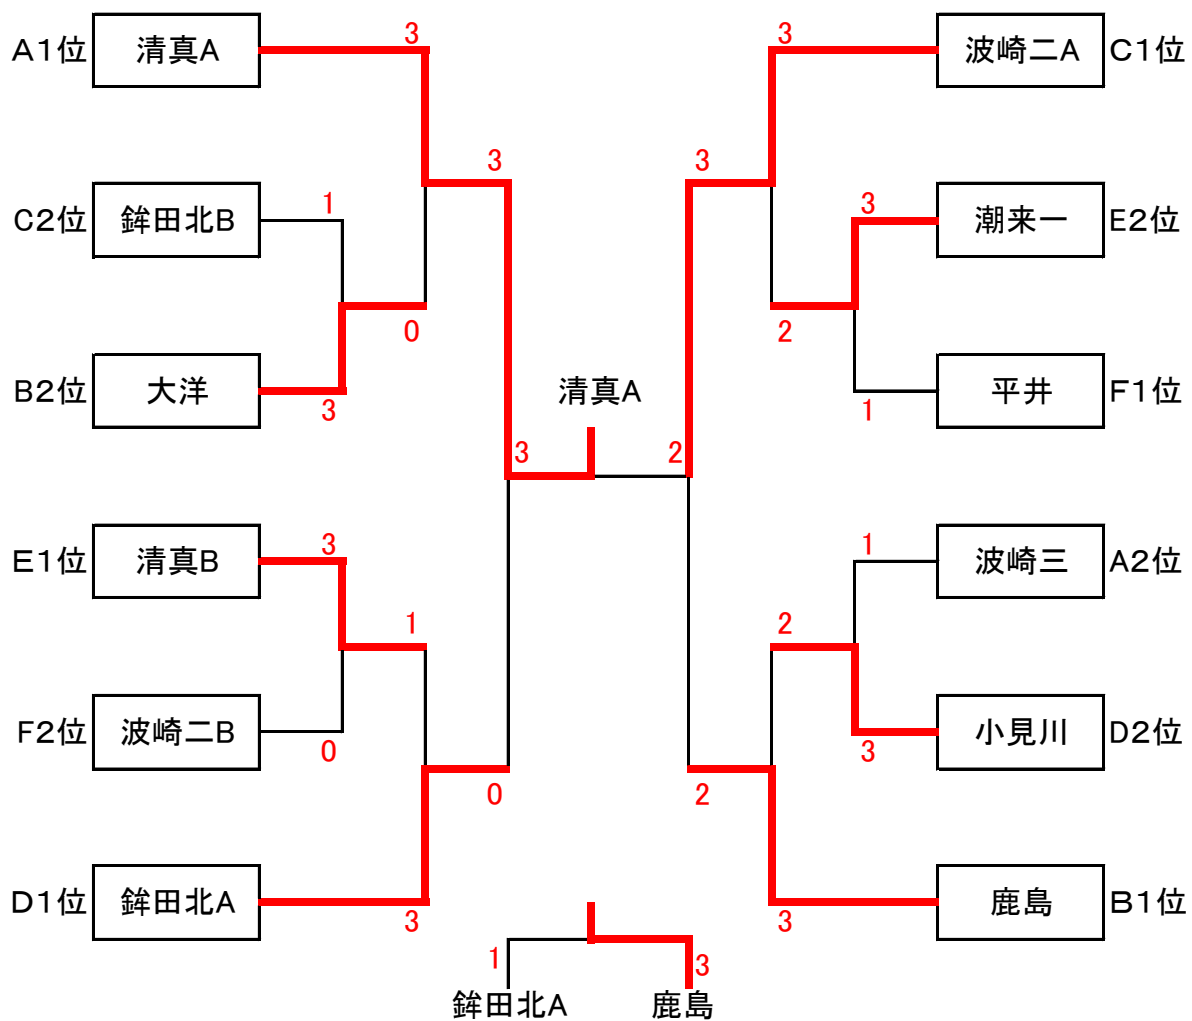 A1位 清真A 3 3 波崎二A C1位
3 3
C2位 鉾田北B 1 3 潮来一 E2位
0 2
B2位 大洋 3 清真A 1 平井 F1位
3 2
E1位 清真B 3 1 波崎三 A2位
1 2
F2位 波崎二B 0 3 小見川 D2位
0 2
D1位 鉾田北A 3 3 鹿島 B1位
1 3
鉾田北A 鹿島